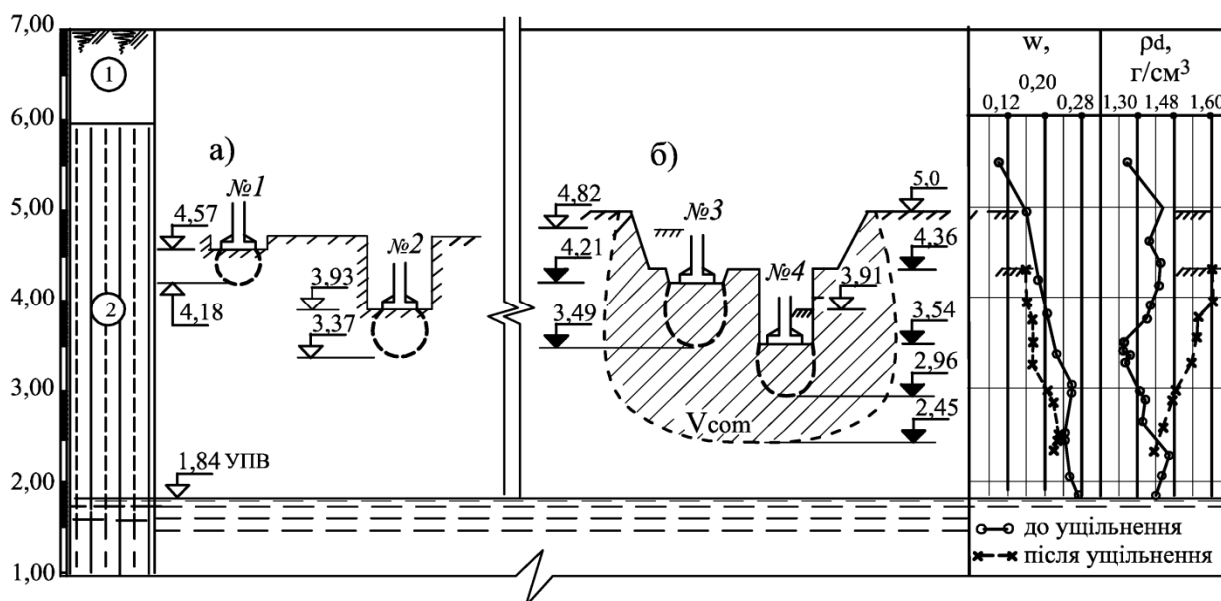 7,00
6,00
5,00
4,00
3,00
2,00
1,00
1
2
а)
№1
4,57
4,18
№2
3,93
3,37
1,84 УПВ
б)
4,82
4,21
3,49
№3
№4
3,91
5,0
4,36
3,54
2,96
2,45
Vcom
w,
0,20
0,12 0,28
ρd,
г/см³
1,30 1,48 1,60
до ущільнення
після ущільнення